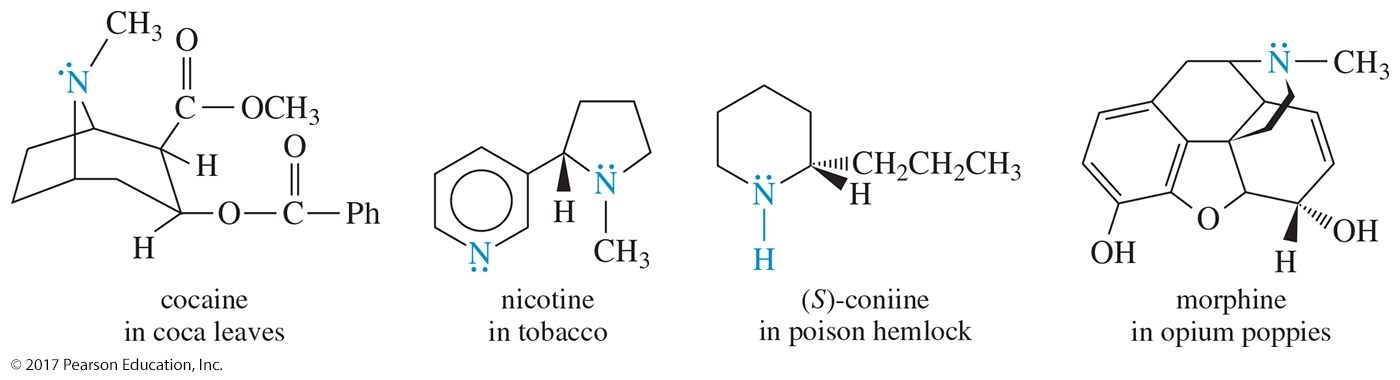 CH₃
O
N
C—OCH₃
H
O
O—C—Ph
H
cocaine
in coca leaves
N
H
N
CH₃
nicotine
in tobacco
CH₂CH₂CH₃
N
H
H
(S)-coniine
in poison hemlock
N—CH₃
O
OH
OH
H
morphine
in opium poppies
© 2017 Pearson Education, Inc.